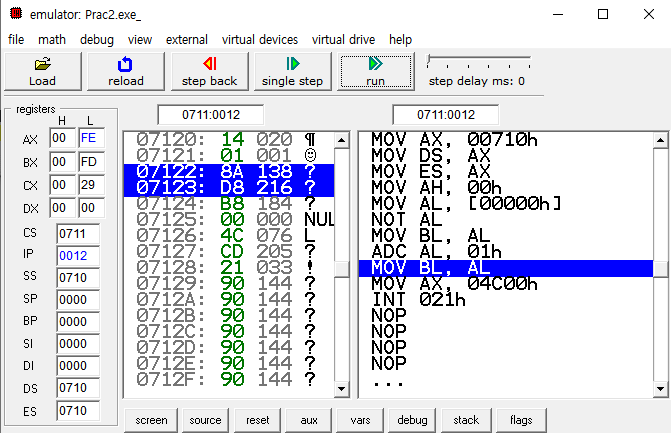 emulator: Prac2.exe_
file math debug view external virtual devices virtual drive help
Load reload step back single step run step delay ms: 0
registers
H L
AX 00 FE
BX 00 FD
CX 00 29
DX 00 00
CS 0711
IP 0012
SS 0710
SP 0000
BP 0000
SI 0000
DI 0000
DS 0710
ES 0710
0711:0012
07120: 14 020 ¶
07121: 01 001 ☺
07122: 8A 138 ?
07123: D8 216 ?
07124: B8 184 ?
07125: 00 000 NUL
07126: 4C 076 L
07127: CD 205 ?
07128: 21 033 !
07129: 90 144 ?
0712A: 90 144 ?
0712B: 90 144 ?
0712C: 90 144 ?
0712D: 90 144 ?
0712E: 90 144 ?
0712F: 90 144 ?
0711:0012
MOV AX, 00710h
MOV DS, AX
MOV ES, AX
MOV AH, 00h
MOV AL, [00000h]
NOT AL
MOV BL, AL
ADC AL, 01h
MOV BL, AL
MOV AX, 04C00h
INT 021h
NOP
NOP
NOP
NOP
...
screen source reset aux vars debug stack flags